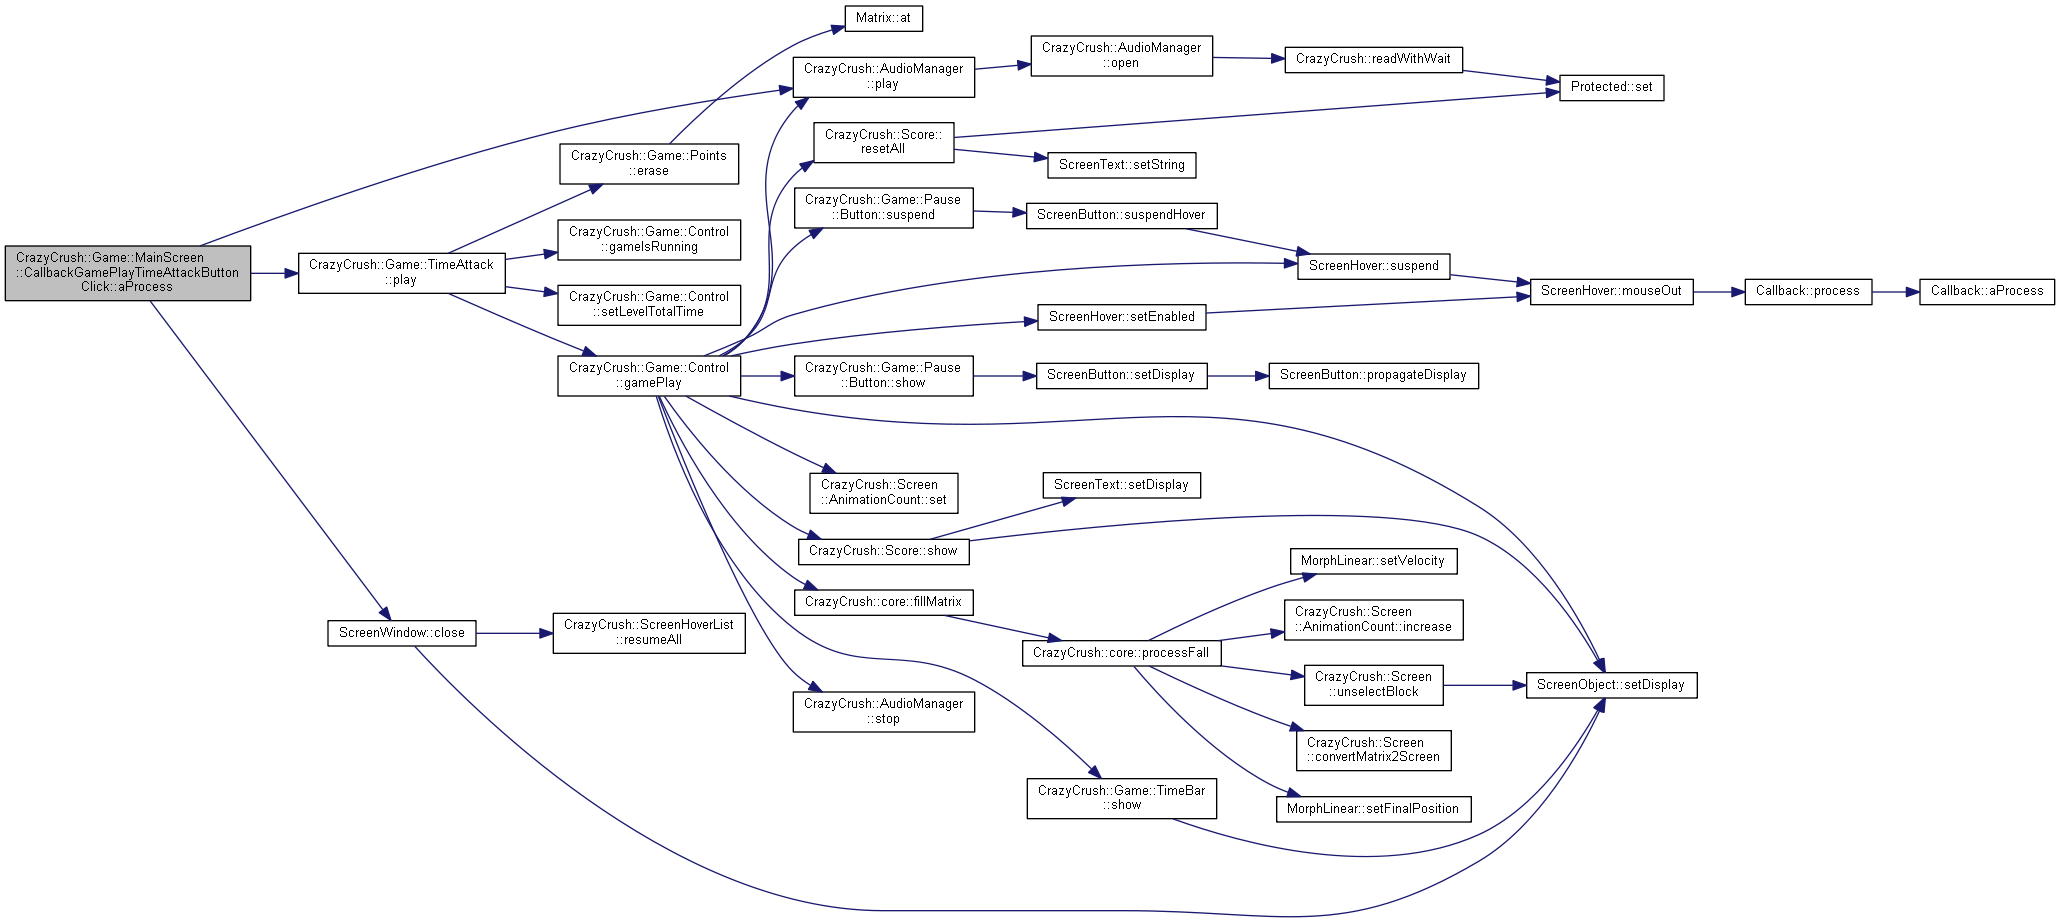 Matrix::at
CrazyCrush::AudioManager
::play
CrazyCrush::AudioManager
::open
CrazyCrush::readWithWait
Protected::set
CrazyCrush::Score::
resetAll
ScreenText::setString
CrazyCrush::Game::Points
::erase
CrazyCrush::Game::Pause
::Button::suspend
ScreenButton::suspendHover
CrazyCrush::Game::Control
::gameIsRunning
CrazyCrush::Game::MainScreen
::CallbackGamePlayTimeAttackButton
Click::aProcess
CrazyCrush::Game::TimeAttack
::play
ScreenHover::suspend
ScreenHover::mouseOut
Callback::process
Callback::aProcess
CrazyCrush::Game::Control
::setLevelTotalTime
ScreenHover::setEnabled
CrazyCrush::Game::Control
::gamePlay
CrazyCrush::Game::Pause
::Button::show
ScreenButton::setDisplay
ScreenButton::propagateDisplay
CrazyCrush::Screen
::AnimationCount::set
ScreenText::setDisplay
CrazyCrush::Score::show
MorphLinear::setVelocity
CrazyCrush::core::fillMatrix
CrazyCrush::Screen
::AnimationCount::increase
ScreenWindow::close
CrazyCrush::ScreenHoverList
::resumeAll
CrazyCrush::core::processFall
CrazyCrush::Screen
::unselectBlock
ScreenObject::setDisplay
CrazyCrush::AudioManager
::stop
CrazyCrush::Screen
::convertMatrix2Screen
CrazyCrush::Game::TimeBar
::show
MorphLinear::setFinalPosition